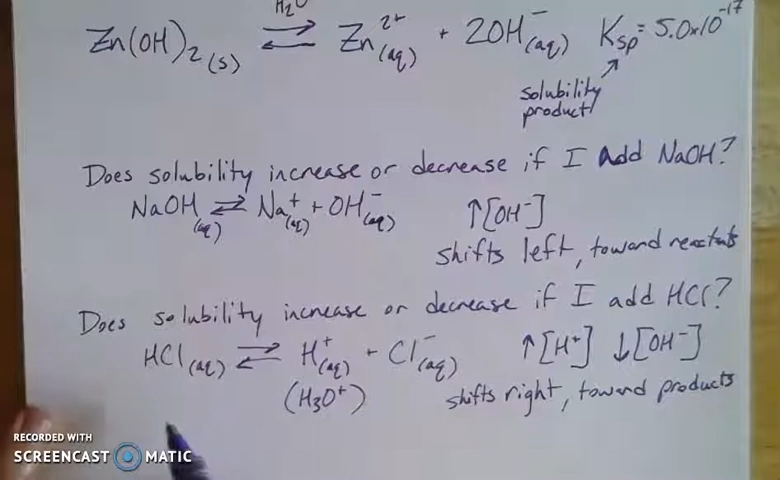 H₂O
Zn(OH)₂(s) ⇌ Zn²⁺(aq) + 2OH⁻(aq) Ksp = 5.0x10⁻¹⁷
solubility
product
Does solubility increase or decrease if I add NaOH?
NaOH(aq) ⇌ Na⁺(aq) + OH⁻(aq) ↑[OH⁻]
shifts left, toward reactants
Does solubility increase or decrease if I add HCl?
HCl(aq) ⇌ H⁺(aq) + Cl⁻(aq) ↑[H⁺] ↓[OH⁻]
(H₃O⁺) shifts right, toward products
RECORDED WITH
SCREENCAST MATIC